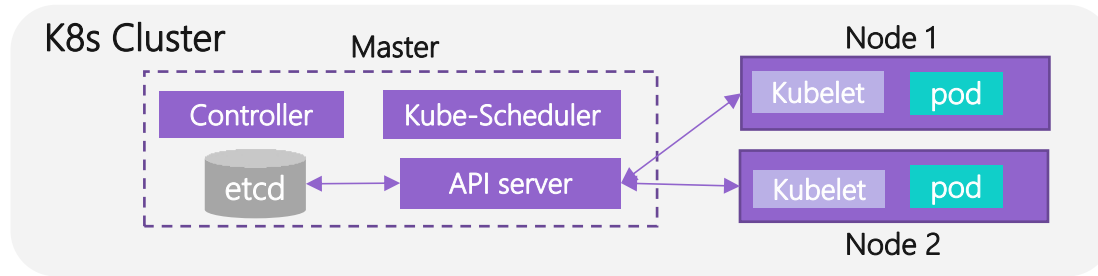 K8s Cluster
Master
Node 1
Controller
Kube-Scheduler
Kubelet
pod
etcd
API server
Kubelet
pod
Node 2